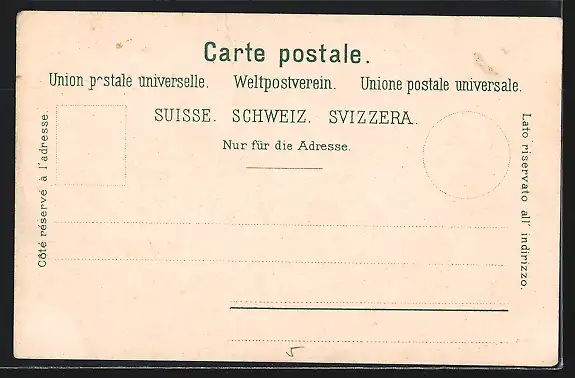 Carte postale.
Union postale universelle. Weltpostverein. Unione postale universale.
SUISSE. SCHWEIZ. SVIZZERA.
Nur für die Adresse.
Côté réservé à l'adresse.
Lato riservato all' indirizzo.
5